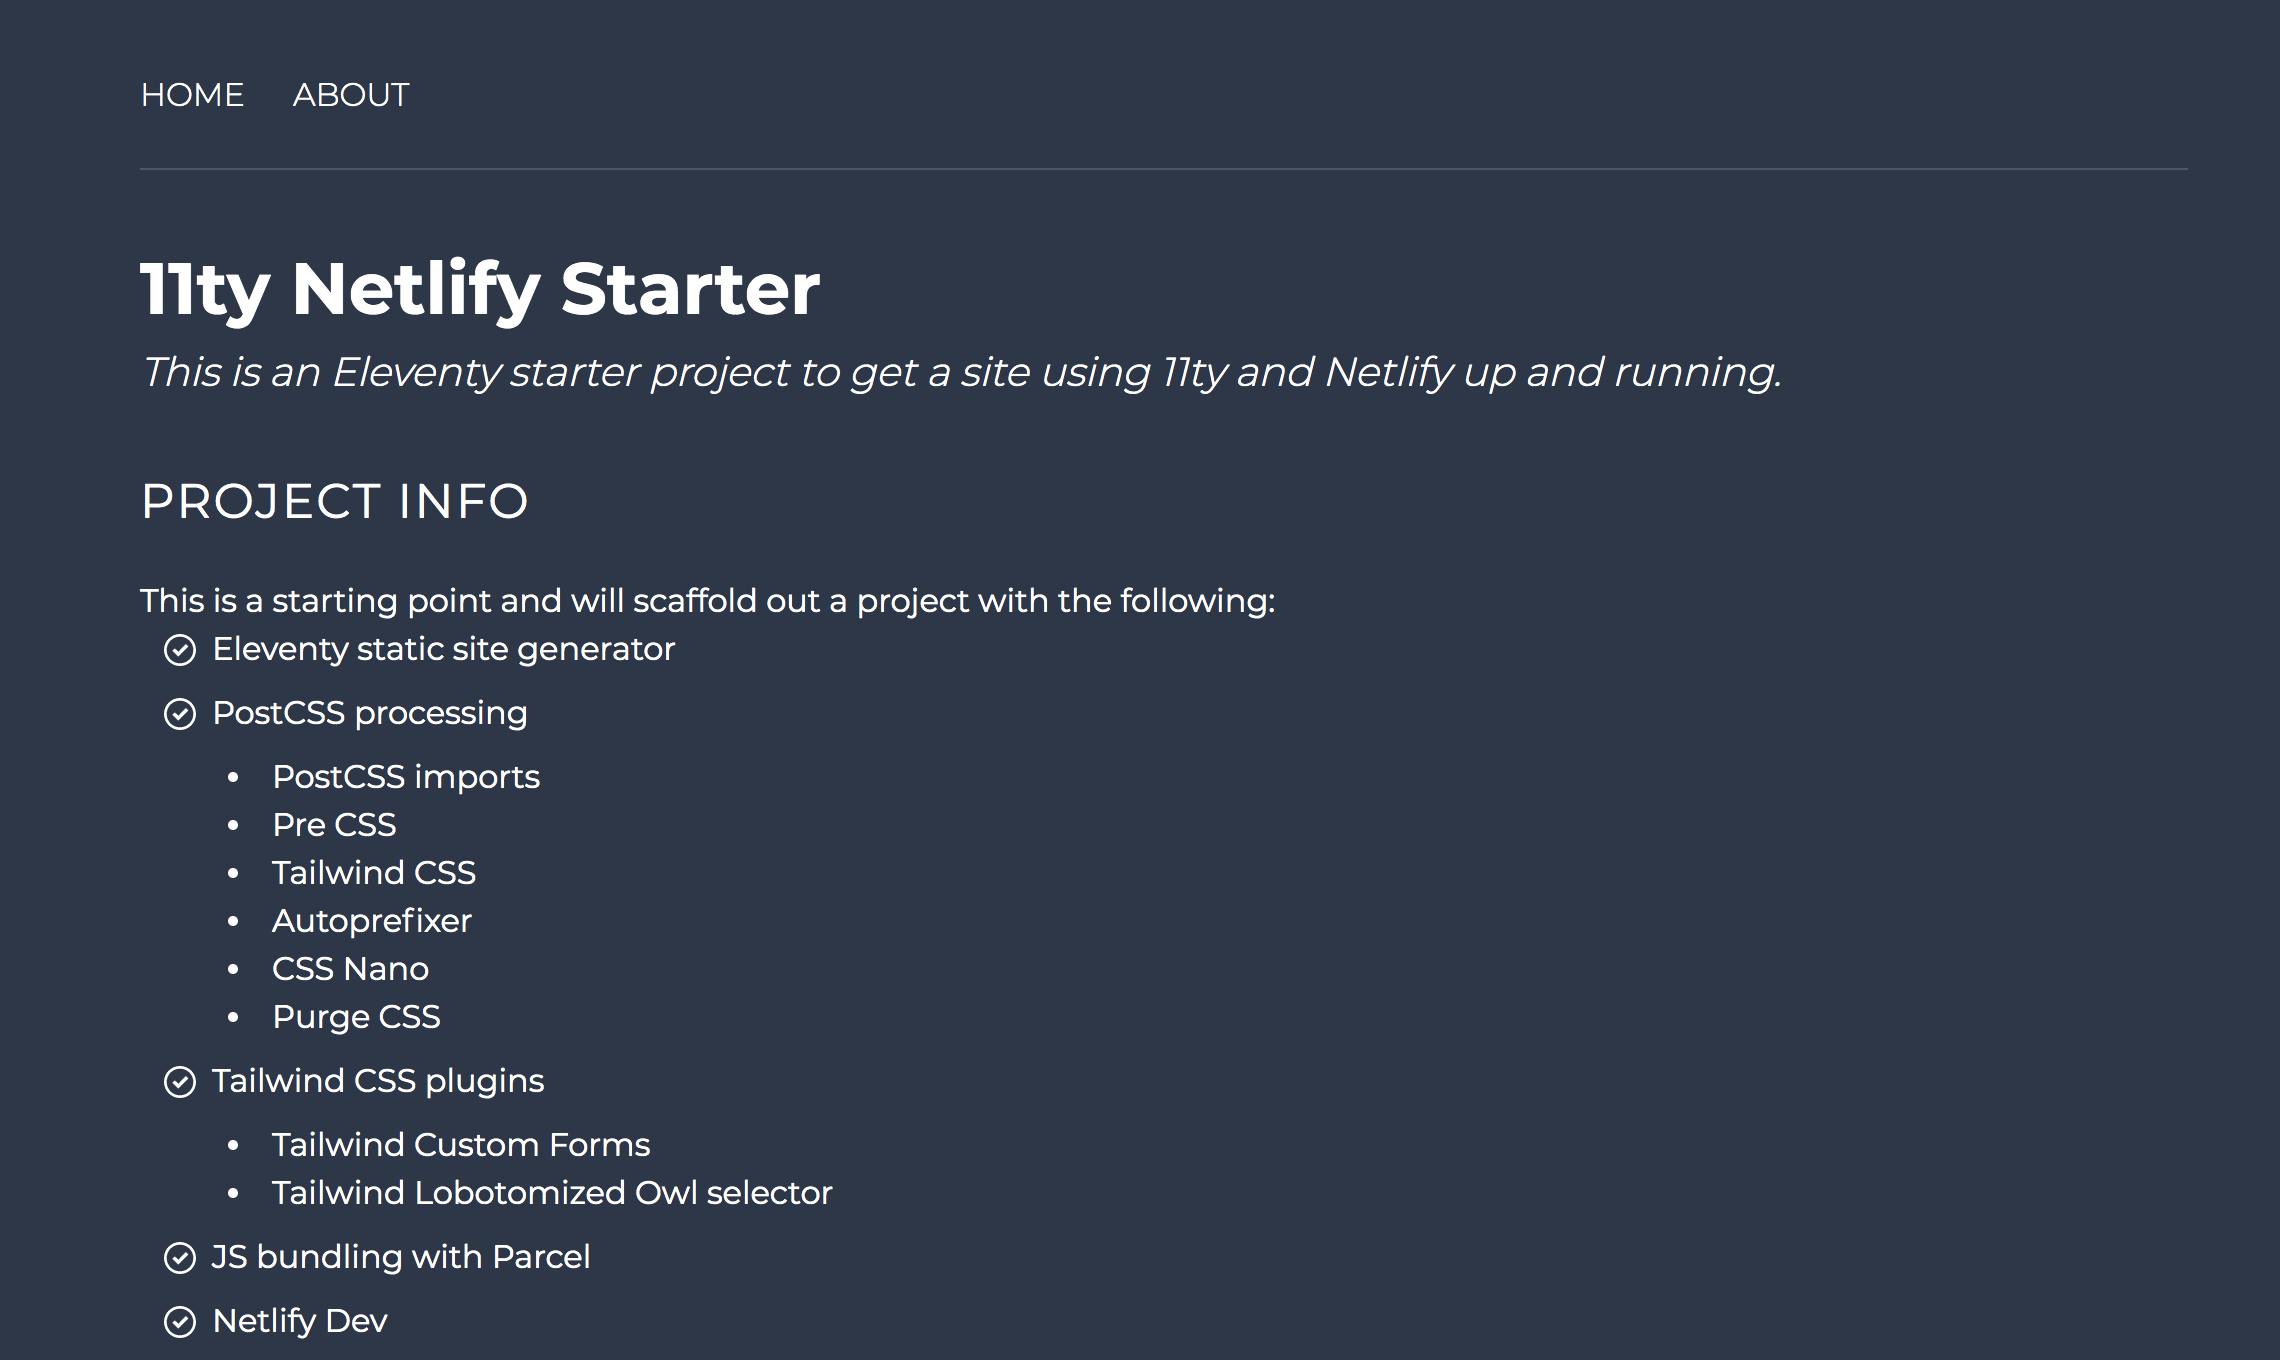 HOME ABOUT
11ty Netlify Starter
This is an Eleventy starter project to get a site using 11ty and Netlify up and running.
PROJECT INFO
This is a starting point and will scaffold out a project with the following:
Eleventy static site generator
PostCSS processing
• PostCSS imports
• Pre CSS
• Tailwind CSS
• Autoprefixer
• CSS Nano
• Purge CSS
Tailwind CSS plugins
• Tailwind Custom Forms
• Tailwind Lobotomized Owl selector
JS bundling with Parcel
Netlify Dev